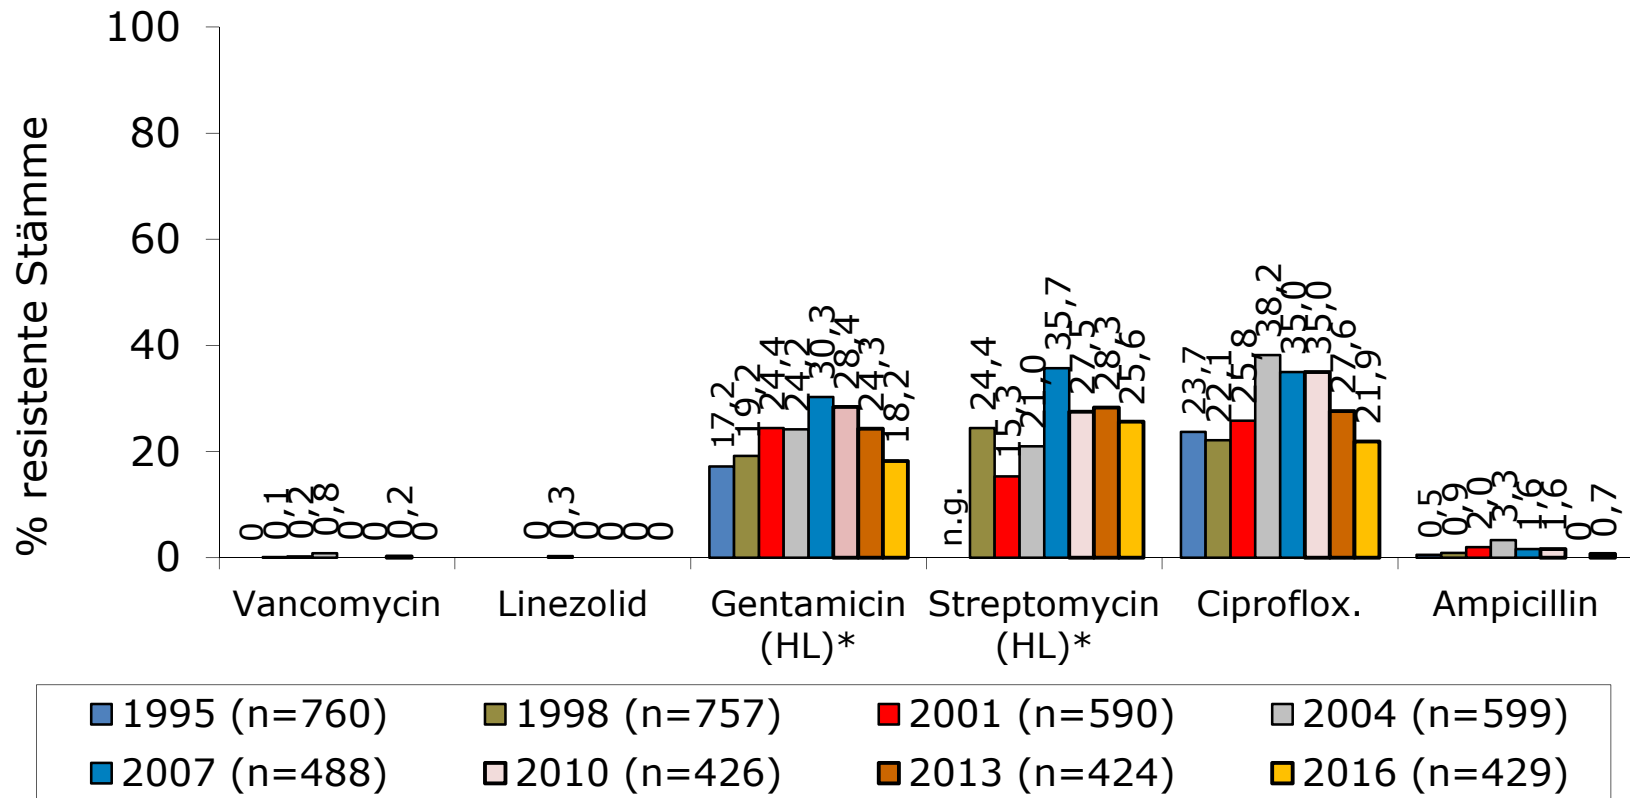 % resistente Stämme
100
80
60
40
20
0
0 0,1 0,2 0,8 0 0 0,2 0
0 0,3 0 0 0 0
17,2 19,2 24,4 24,2 30,3 28,4 24,3 18,2
n.g. 24,4 15,3 21,0 35,7 27,5 28,3 25,6
23,7 22,1 25,8 38,2 35,0 35,0 27,6 21,9
0,5 0,9 2,0 3,3 1,6 1,6 0 0,7
Vancomycin Linezolid Gentamicin Streptomycin Ciproflox. Ampicillin
(HL)* (HL)*
1995 (n=760) 1998 (n=757) 2001 (n=590) 2004 (n=599)
2007 (n=488) 2010 (n=426) 2013 (n=424) 2016 (n=429)